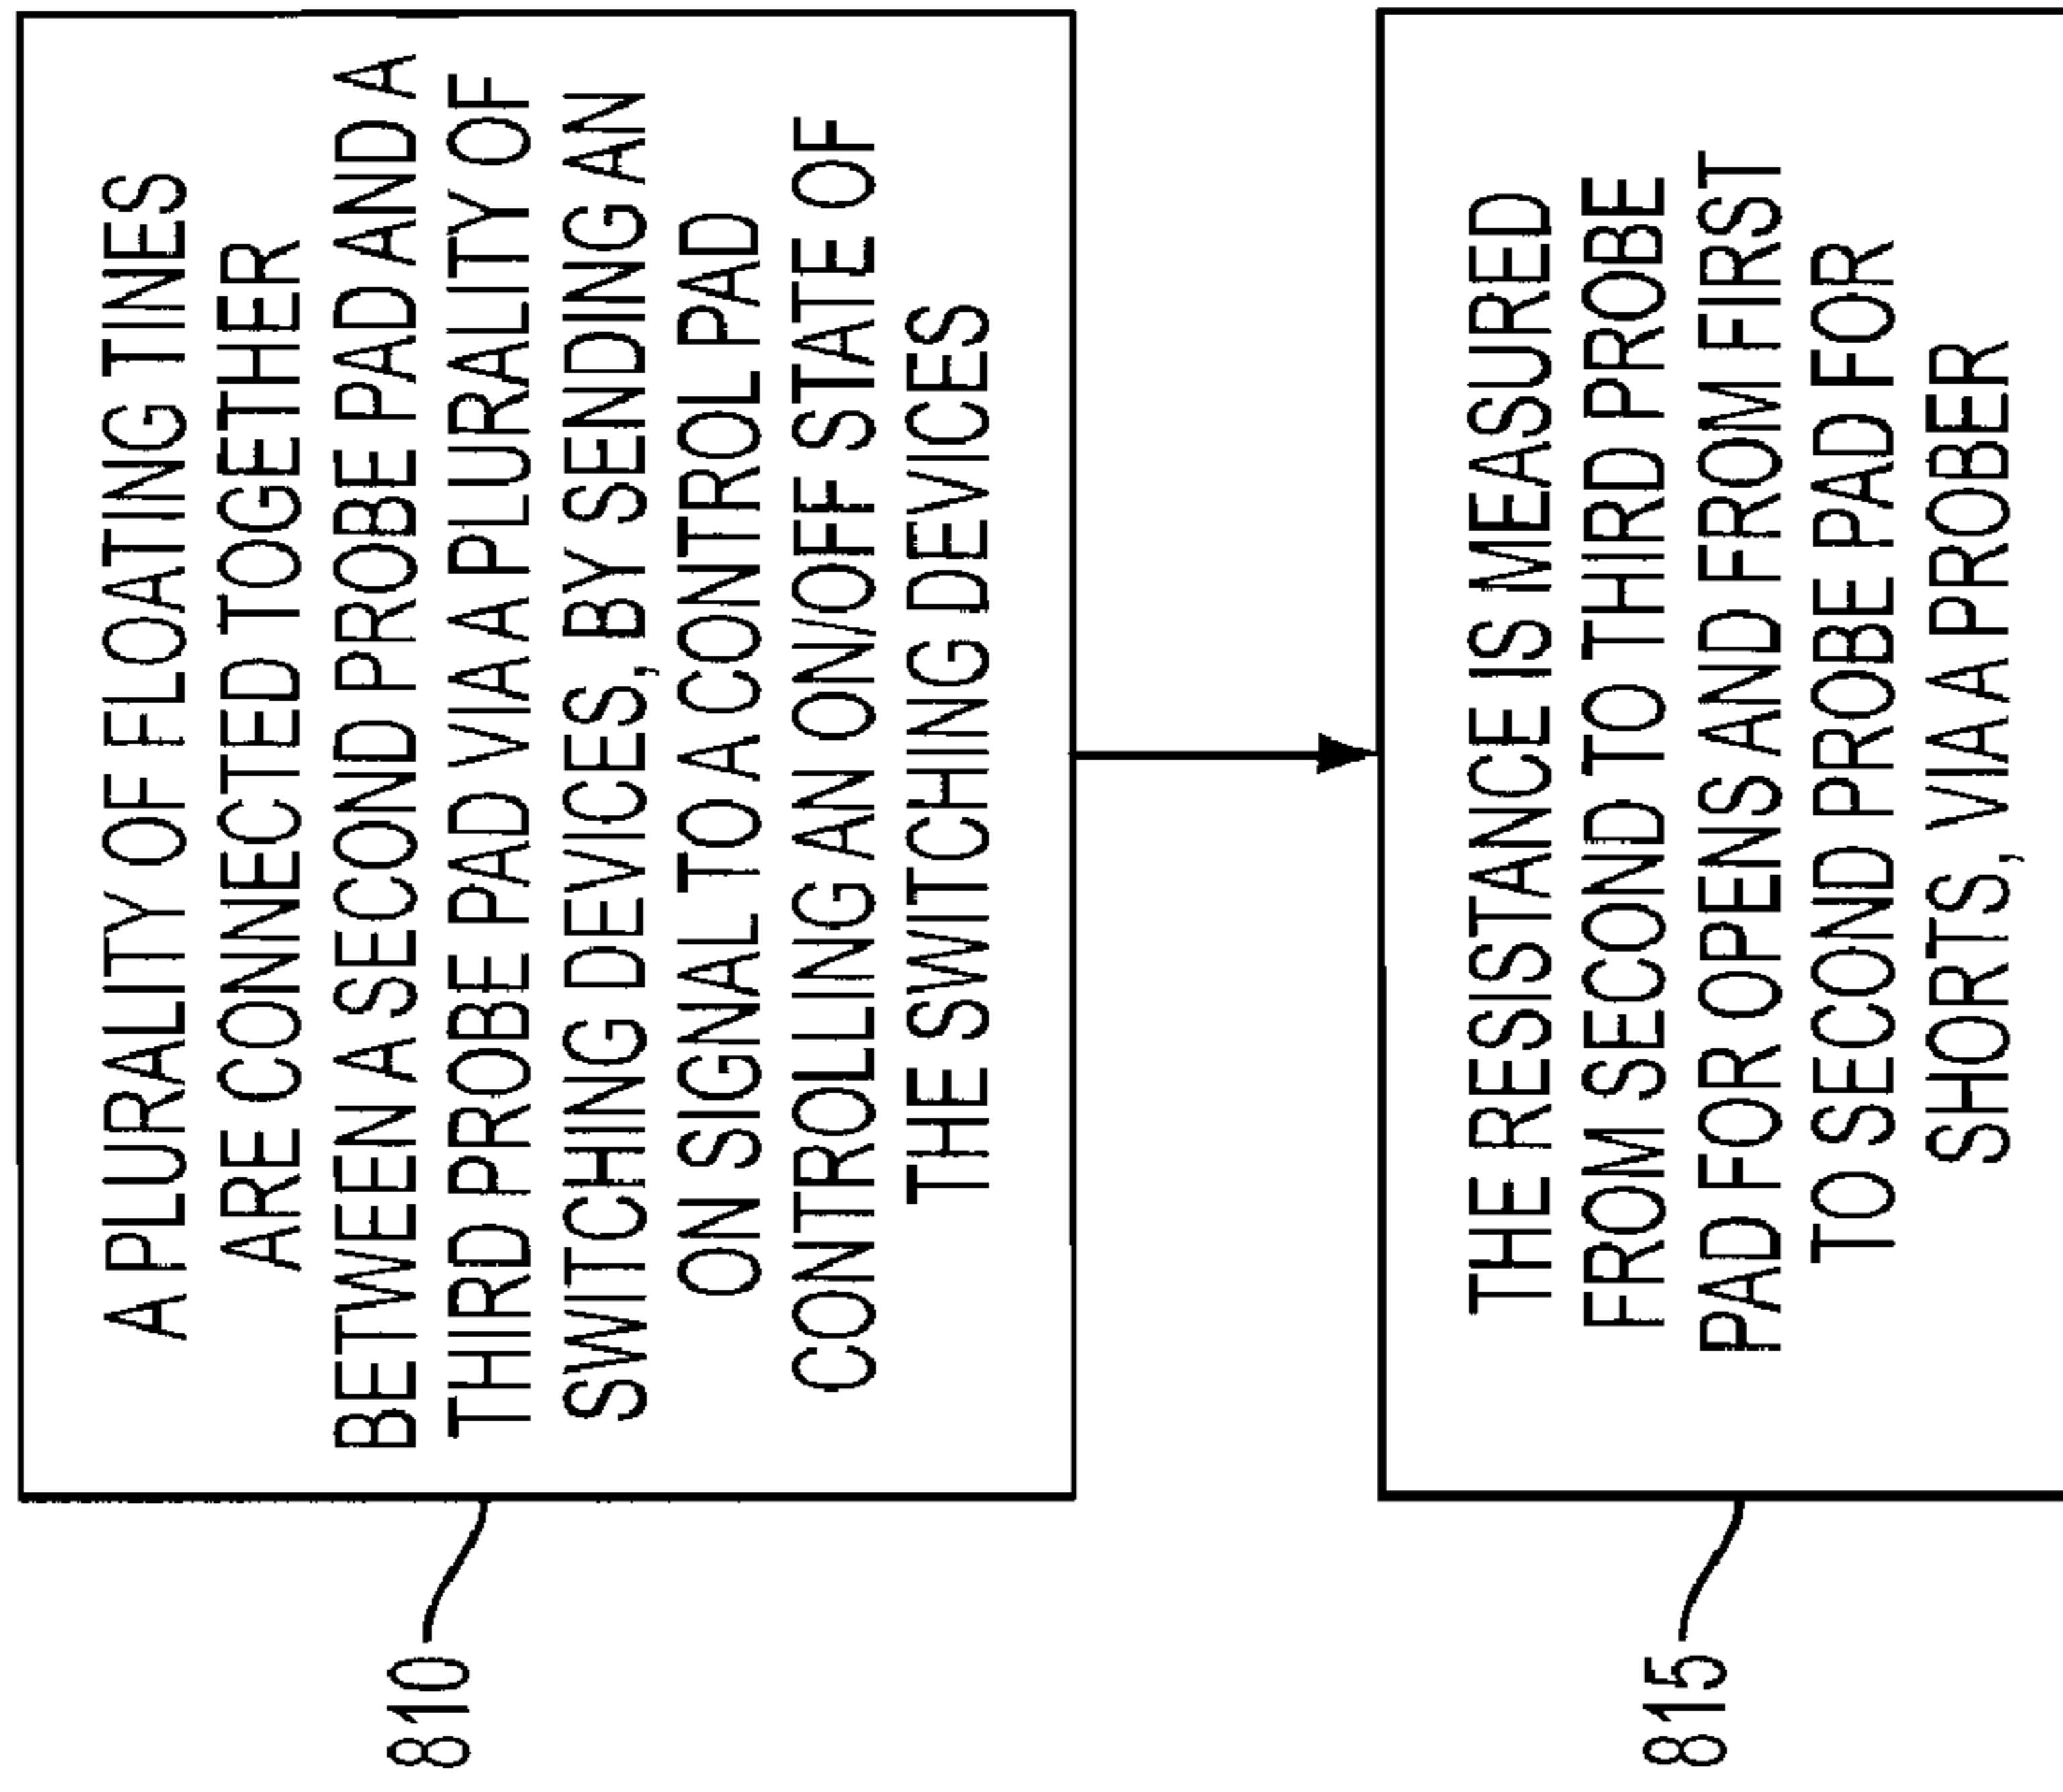 A PLURALITY OF FLOATING TINES
ARE CONNECTED TOGETHER
BETWEEN A SECOND PROBE PAD AND A
THIRD PROBE PAD VIA A PLURALITY OF
SWITCHING DEVICES, BY SENDING AN
ON SIGNAL TO A CONTROL PAD
CONTROLLING AN ON/OFF STATE OF
THE SWITCHING DEVICES
810
THE RESISTANCE IS MEASURED
FROM SECOND TO THIRD PROBE
PAD FOR OPENS AND FROM FIRST
TO SECOND PROBE PAD FOR
SHORTS, VIA A PROBER
815